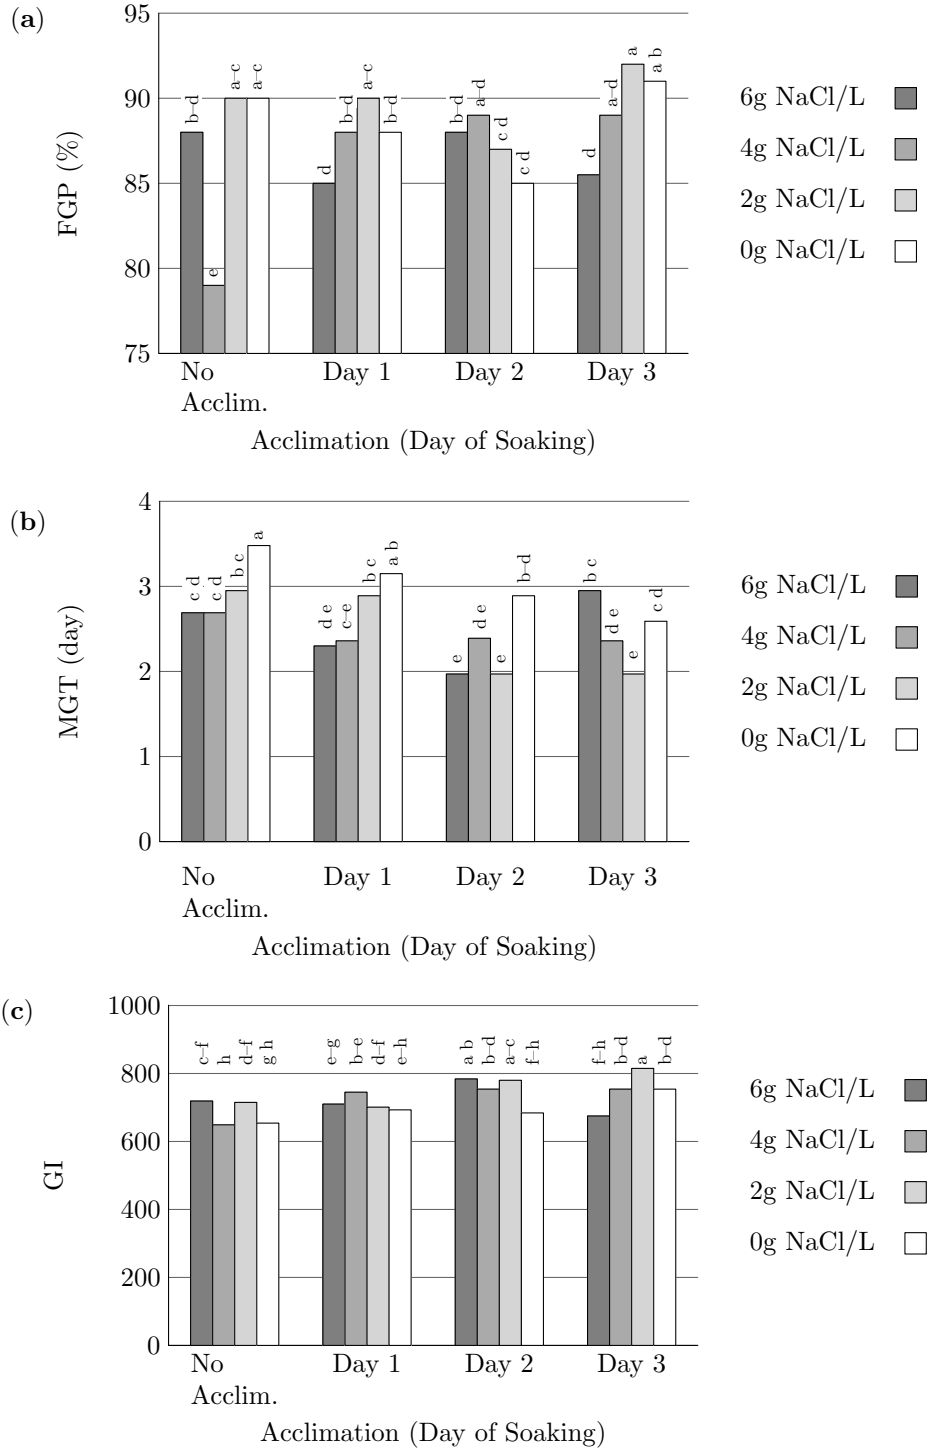 (a)
FGP (%)
95
90
85
80
75
b–d
e
a–c
a–c
d
b–d
a–c
b–d
b–d
a–d
c d
c d
d
a–d
a
a b
No
Acclim.
Day 1
Day 2
Day 3
Acclimation (Day of Soaking)
6g NaCl/L
4g NaCl/L
2g NaCl/L
0g NaCl/L
(b)
MGT (day)
4
3
2
1
0
c d
c d
b c
a
d e
c–e
b c
a b
e
d e
e
b–d
b c
d e
e
c d
No
Acclim.
Day 1
Day 2
Day 3
Acclimation (Day of Soaking)
6g NaCl/L
4g NaCl/L
2g NaCl/L
0g NaCl/L
(c)
GI
1000
800
600
400
200
0
c–f
h
d–f
g h
e–g
b–e
d–f
e–h
a b
b–d
a–c
f–h
f–h
b–d
a
b–d
No
Acclim.
Day 1
Day 2
Day 3
Acclimation (Day of Soaking)
6g NaCl/L
4g NaCl/L
2g NaCl/L
0g NaCl/L